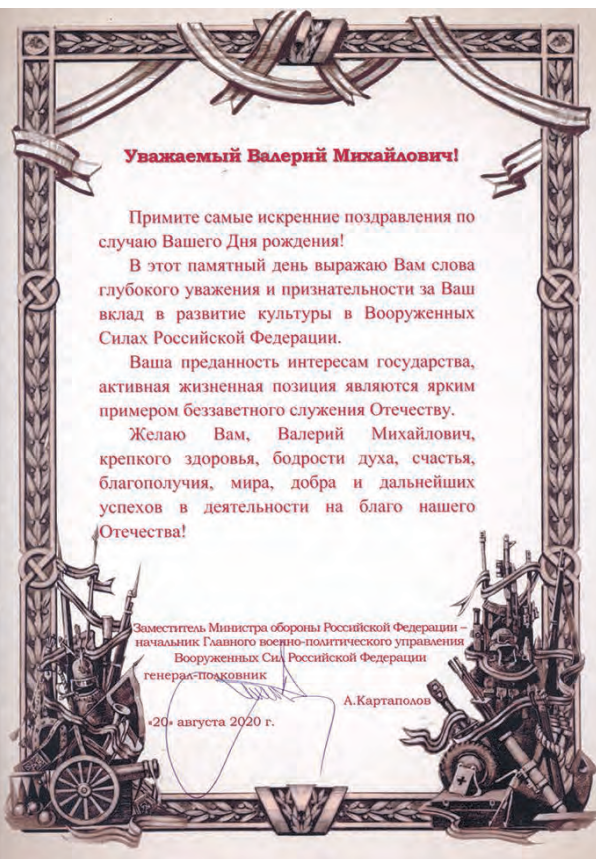 Уважаемый Валерий Михайлович!
Примите самые искренние поздравления по
случаю Вашего Дня рождения!
В этот памятный день выражаю Вам слова
глубокого уважения и признательности за Ваш
вклад в развитие культуры в Вооруженных
Силах Российской Федерации.
Ваша преданность интересам государства,
активная жизненная позиция являются ярким
примером беззаветного служения Отечеству.
Желаю Вам, Валерий Михайлович,
крепкого здоровья, бодрости духа, счастья,
благополучия, мира, добра и дальнейших
успехов в деятельности на благо нашего
Отечества!
Заместитель Министра обороны Российской Федерации –
начальник Главного военно-политического управления
Вооруженных Сил Российской Федерации
генерал-полковник
А.Картаполов
«20» августа 2020 г.